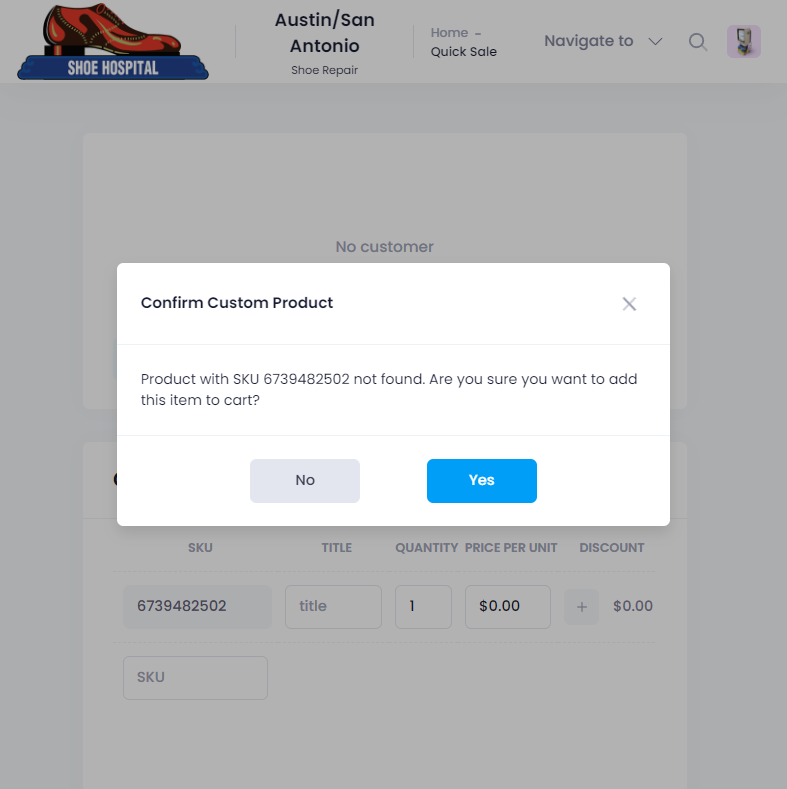 SHOE HOSPITAL
Austin/San
Antonio
Shoe Repair
Home –
Quick Sale
Navigate to
No customer
Confirm Custom Product
Product with SKU 6739482502 not found. Are you sure you want to add
this item to cart?
No
Yes
SKU TITLE QUANTITY PRICE PER UNIT DISCOUNT
6739482502 title 1 $0.00 + $0.00
SKU